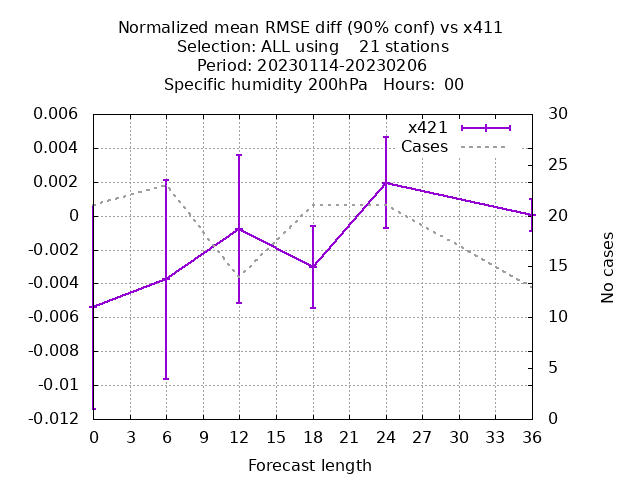 Normalized mean RMSE diff (90% conf) vs x411
Selection: ALL using    21 stations
Period: 20230114-20230206
Specific humidity 200hPa   Hours:  00
x421
Cases
0.006
0.004
0.002
0
-0.002
-0.004
-0.006
-0.008
-0.01
-0.012
30
25
20
15
10
5
0
No cases
0 3 6 9 12 15 18 21 24 27 30 33 36
Forecast length